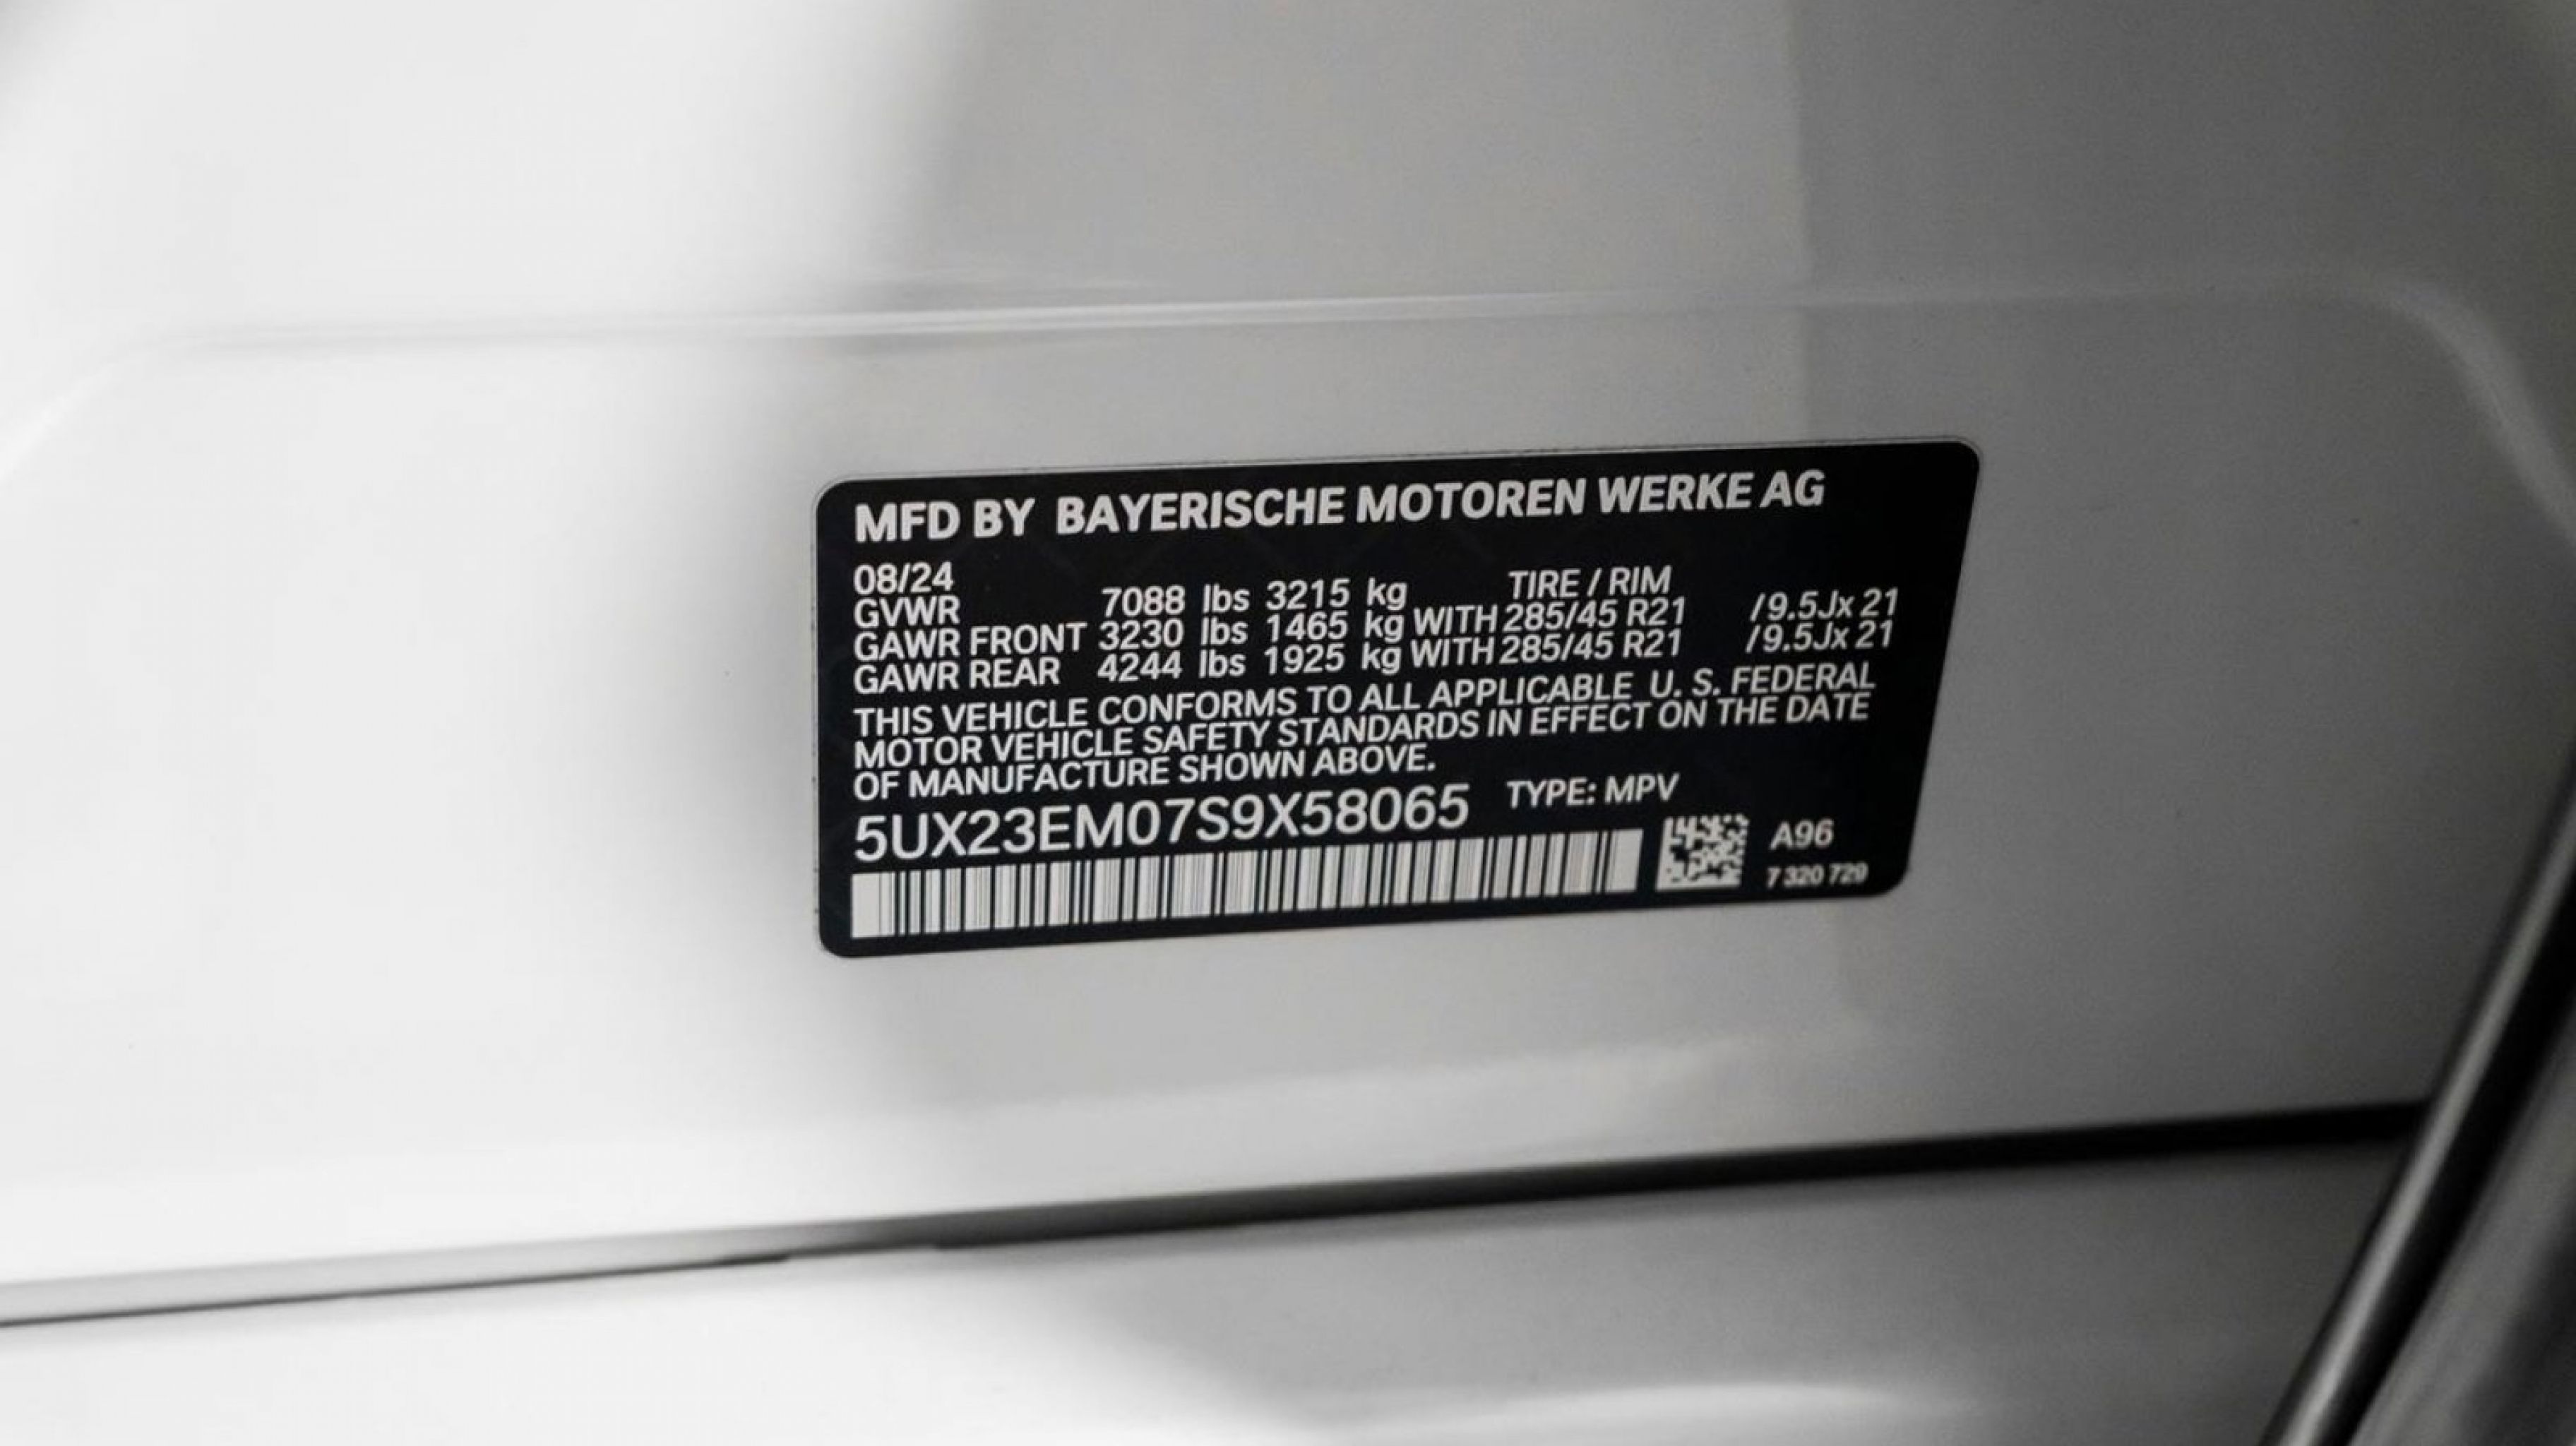 MFD BY BAYERISCHE MOTOREN WERKE AG
08/24 TIRE / RIM
GVWR 7088 lbs 3215 kg
GAWR FRONT 3230 lbs 1465 kg WITH 285/45 R21 /9.5Jx 21
GAWR REAR 4244 lbs 1925 kg WITH 285/45 R21 /9.5Jx 21
THIS VEHICLE CONFORMS TO ALL APPLICABLE U. S. FEDERAL
MOTOR VEHICLE SAFETY STANDARDS IN EFFECT ON THE DATE
OF MANUFACTURE SHOWN ABOVE.
5UX23EM07S9X58065 TYPE: MPV
A96
7 320 729